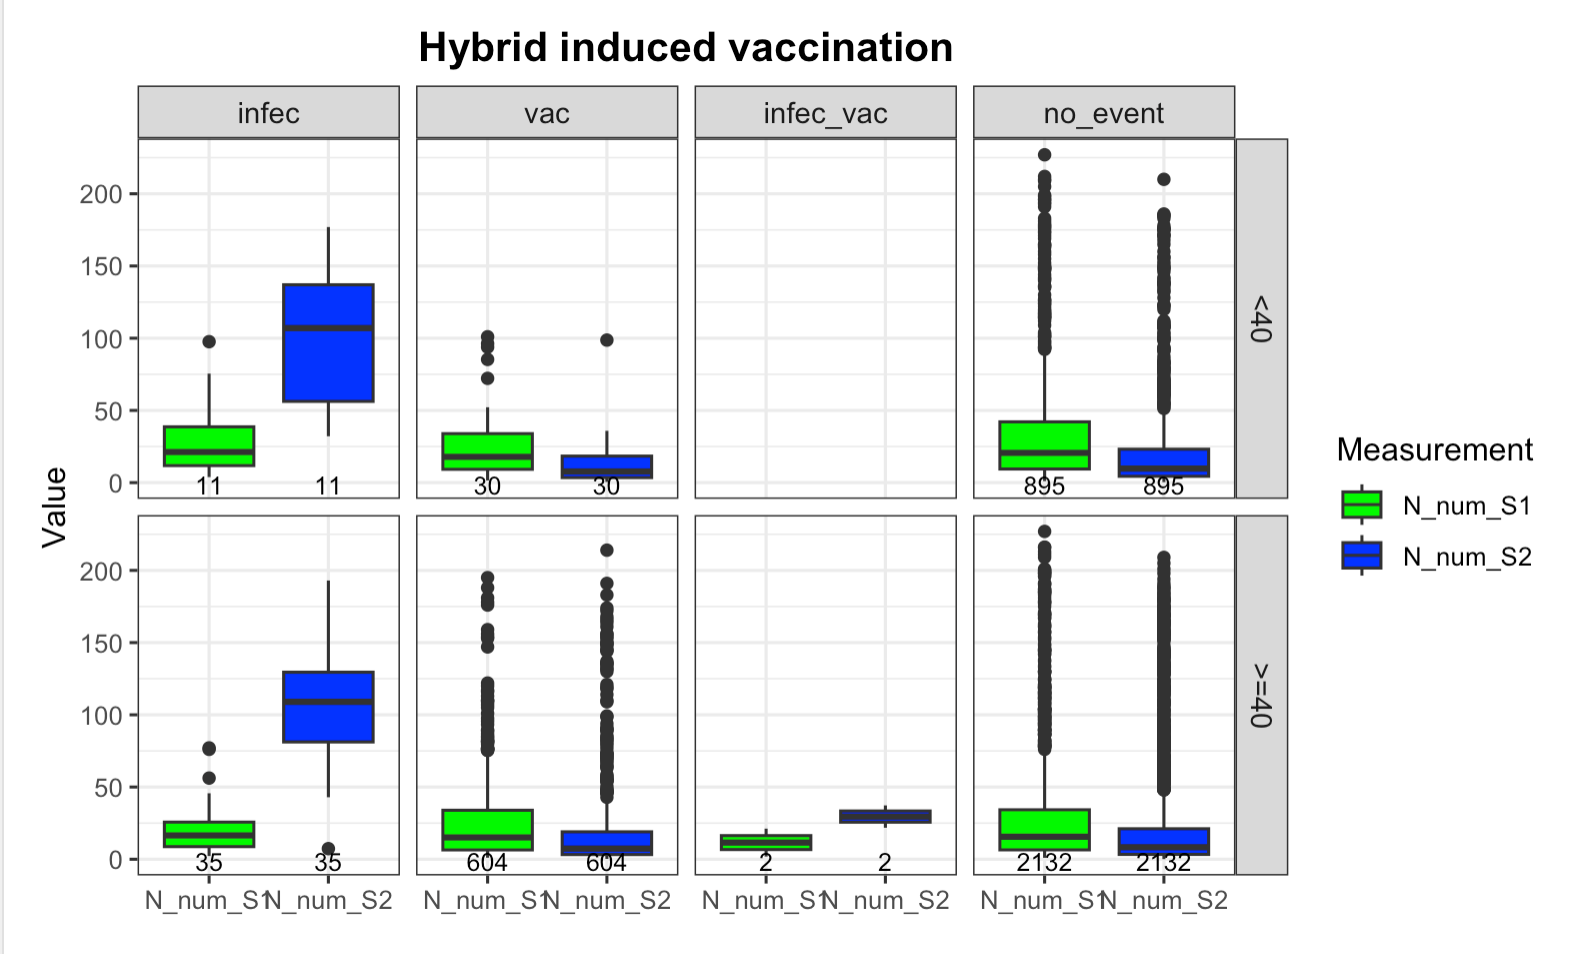 Hybrid induced vaccination
infec vac infec_vac no_event
200
150
100
50
0
11 11 30 30 895 895
<40
200
150
100
50
0
35 35 604 604 2 2 2132 2132
>=40
N_num_S1 N_num_S2 N_num_S1 N_num_S2 N_num_S1 N_num_S2 N_num_S1 N_num_S2
Value
Measurement
N_num_S1
N_num_S2